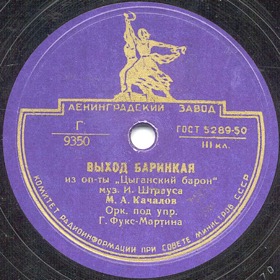 ЛЕНИНГРАДСКИЙ ЗАВОД
Г
9350
ГОСТ 5289-50
III кл.
ВЫХОД БАРИНКАЯ
из оп-ты „Цыганский барон”
муз. И. Штрауса
М. А. Качалов
Орк. под упр.
Г. Фукс-Мартина
КОМИТЕТ РАДИОИНФОРМАЦИИ ПРИ СОВЕТЕ МИНИСТРОВ СССР